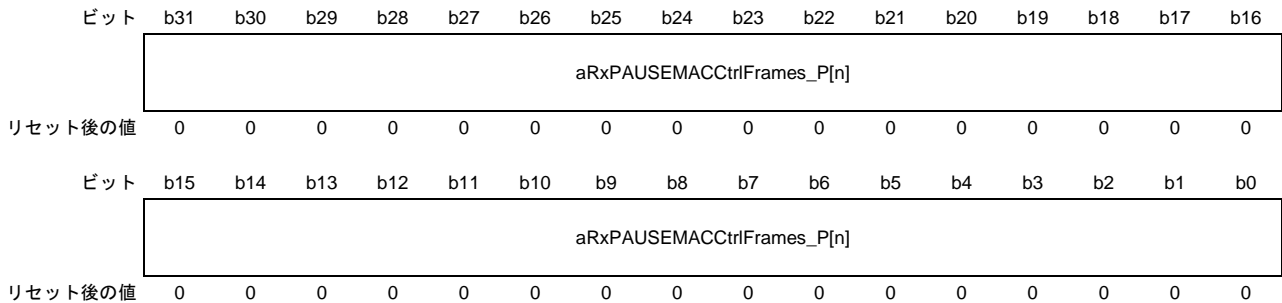 ビット b31 b30 b29 b28 b27 b26 b25 b24 b23 b22 b21 b20 b19 b18 b17 b16
aRxPAUSEMACCtrlFrames_P[n]
リセット後の値 0 0 0 0 0 0 0 0 0 0 0 0 0 0 0 0
ビット b15 b14 b13 b12 b11 b10 b9 b8 b7 b6 b5 b4 b3 b2 b1 b0
aRxPAUSEMACCtrlFrames_P[n]
リセット後の値 0 0 0 0 0 0 0 0 0 0 0 0 0 0 0 0